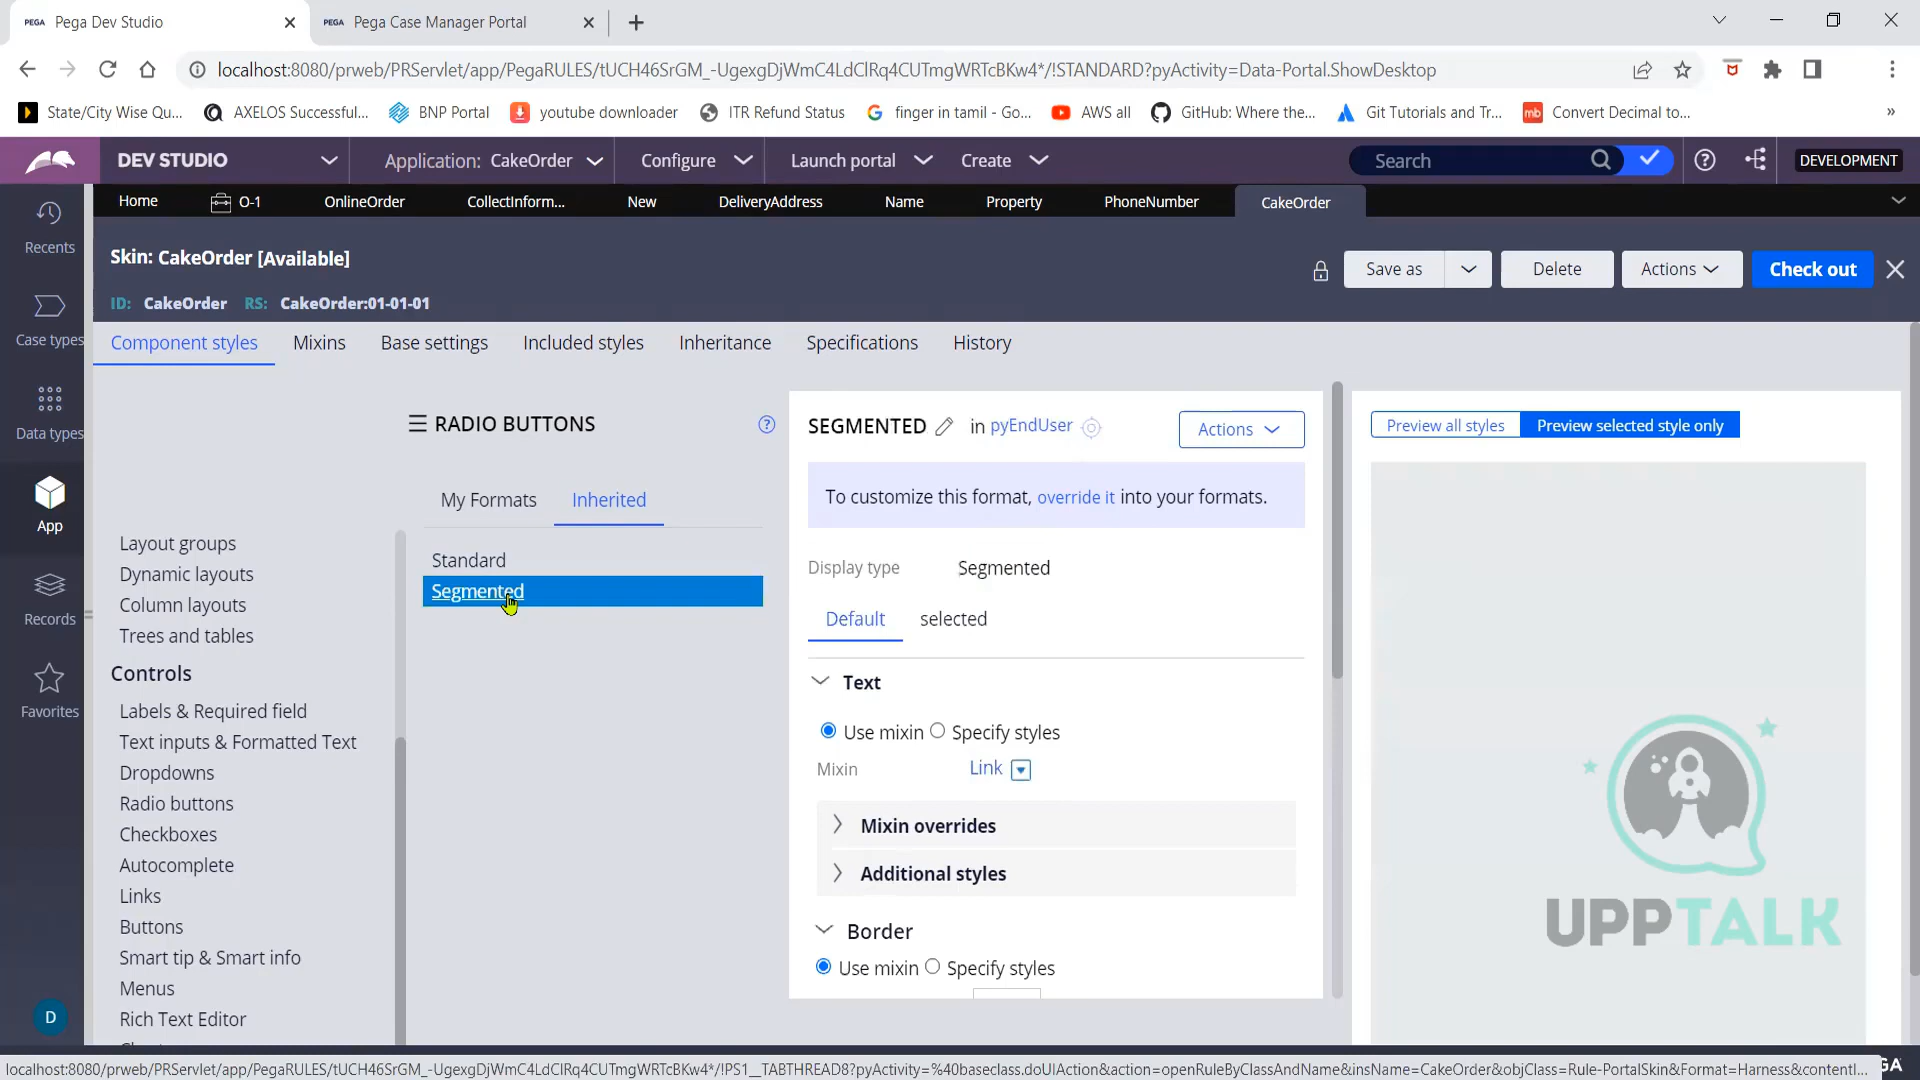 PEGA Pega Dev Studio
PEGA Pega Case Manager Portal
localhost:8080/prweb/PRServlet/app/PegaRULES/tUCH46SrGM_-UgexgDjWmC4LdClRq4CUTmgWRTcBKw4*/!STANDARD?pyActivity=Data-Portal.ShowDesktop
State/City Wise Qu... AXELOS Successful... BNP Portal youtube downloader ITR Refund Status finger in tamil - Go... AWS all GitHub: Where the... Git Tutorials and Tr... mb Convert Decimal to... »
DEV STUDIO Application: CakeOrder Configure Launch portal Create Search DEVELOPMENT
Home O-1 OnlineOrder CollectInform... New DeliveryAddress Name Property PhoneNumber CakeOrder
Recents
Case types
Data types
App
Records
Favorites
D
Skin: CakeOrder [Available]
ID: CakeOrder RS: CakeOrder:01-01-01
Save as Delete Actions Check out
Component styles Mixins Base settings Included styles Inheritance Specifications History
Layout groups
Dynamic layouts
Column layouts
Trees and tables
Controls
Labels & Required field
Text inputs & Formatted Text
Dropdowns
Radio buttons
Checkboxes
Autocomplete
Links
Buttons
Smart tip & Smart info
Menus
Rich Text Editor
RADIO BUTTONS
My Formats Inherited
Standard
Segmented
SEGMENTED in pyEndUser Actions
To customize this format, override it into your formats.
Display type Segmented
Default selected
Text
Use mixin Specify styles
Mixin Link
Mixin overrides
Additional styles
Border
Use mixin Specify styles
Preview all styles Preview selected style only
UPPTALK
localhost:8080/prweb/PRServlet/app/PegaRULES/tUCH46SrGM_-UgexgDjWmC4LdClRq4CUTmgWRTcBKw4*/!PS1__TABTHREAD8?pyActivity=%40baseclass.doUIAction&action=openRuleByClassAndName&insName=CakeOrder&objClass=Rule-PortalSkin&Format=Harness&contentI...